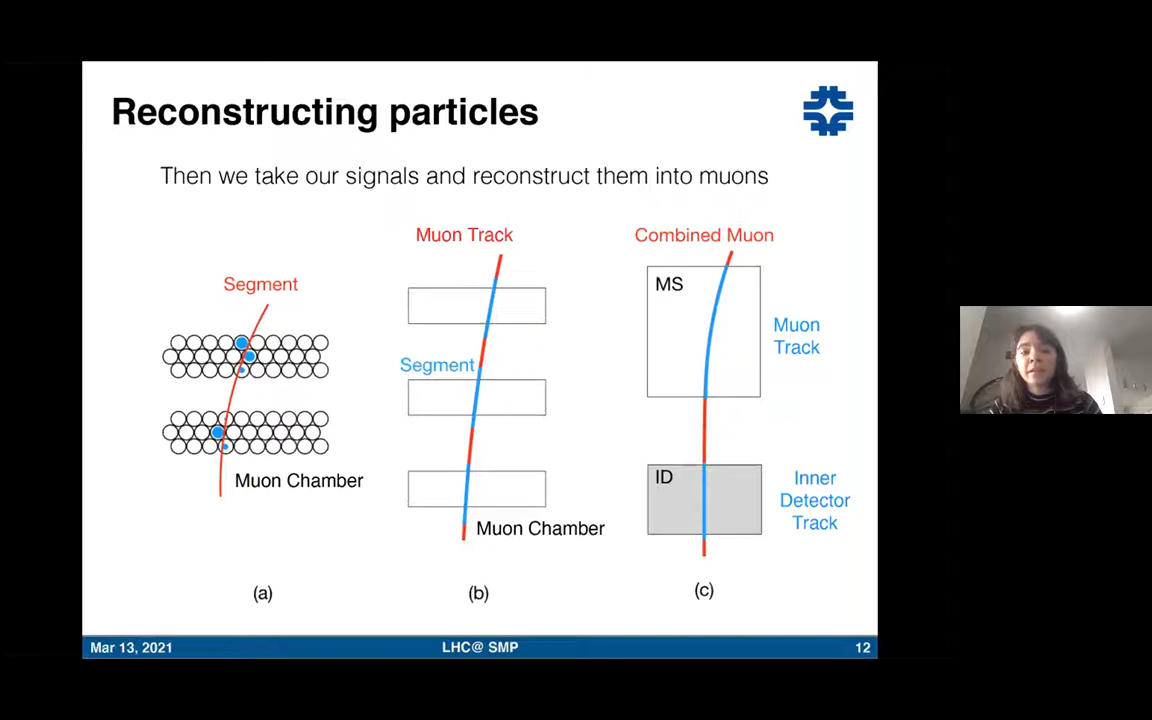 Reconstructing particles
Then we take our signals and reconstruct them into muons
Segment
Muon Chamber
(a)
Muon Track
Segment
Muon Chamber
(b)
Combined Muon
MS
Muon
Track
ID
Inner
Detector
Track
(c)
Mar 13, 2021
LHC@ SMP
12